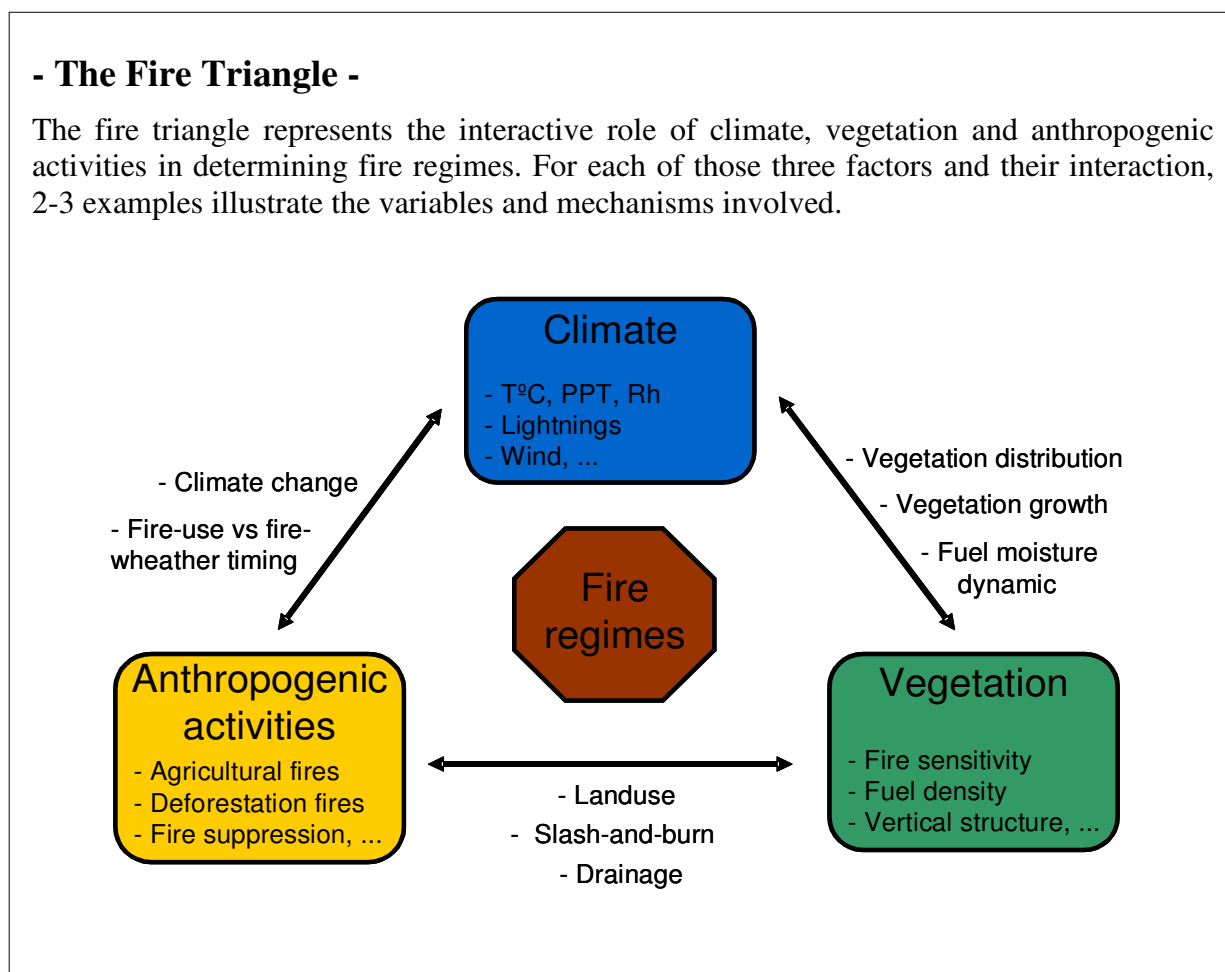 - The Fire Triangle -
The fire triangle represents the interactive role of climate, vegetation and anthropogenic
activities in determining fire regimes. For each of those three factors and their interaction,
2-3 examples illustrate the variables and mechanisms involved.
Climate
- TºC, PPT, Rh
- Lightnings
- Wind, ...
- Climate change
- Fire-use vs fire-
wheather timing
- Vegetation distribution
- Vegetation growth
- Fuel moisture
dynamic
Fire
regimes
Anthropogenic
activities
- Agricultural fires
- Deforestation fires
- Fire suppression, ...
Vegetation
- Fire sensitivity
- Fuel density
- Vertical structure, ...
- Landuse
- Slash-and-burn
- Drainage